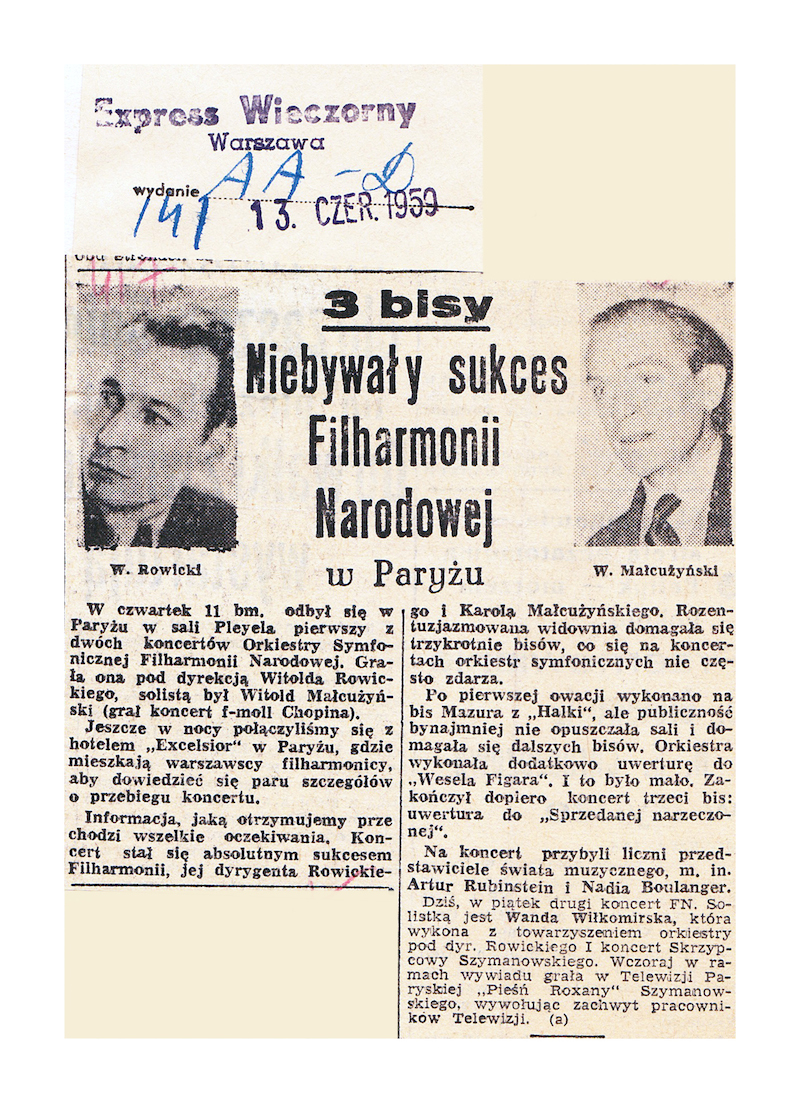 Express Wieczorny
Warszawa
wydanie AA - D
141 13. CZER. 1959
3 bisy
Niebywały sukces
Filharmonii
Narodowej
w Paryżu
W. Rowicki
W. Małcużyński
W czwartek 11 bm. odbył się w
Paryżu w sali Pleyela pierwszy z
dwóch koncertów Orkiestry Symfo-
nicznej Filharmonii Narodowej. Gra-
ła ona pod dyrekcją Witolda Rowic-
kiego, solistą był Witold Małcużyń-
ski (grał koncert f-moll Chopina).
Jeszcze w nocy połączyliśmy się z
hotelem „Excelsior“ w Paryżu, gdzie
mieszkają warszawscy filharmonicy,
aby dowiedzieć się paru szczegółów
o przebiegu koncertu.
Informacja, jaką otrzymujemy prze
chodzi wszelkie oczekiwania. Kon-
cert stał się absolutnym sukcesem
Filharmonii, jej dyrygenta Rowickie-
go i Karola Małcużyńskiego. Rozen-
tuzjazmowana widownia domagała się
trzykrotnie bisów, co się na koncer-
tach orkiestr symfonicznych nie czę-
sto zdarza.
Po pierwszej owacji wykonano na
bis Mazura z „Halki“, ale publiczność
bynajmniej nie opuszczała sali i do-
magała się dalszych bisów. Orkiestra
wykonała dodatkowo uwerturę do
„Wesela Figara“. I to było mało. Za-
kończył dopiero koncert trzeci bis:
uwertura do „Sprzedanej narzeczo-
nej“.
Na koncert przybyli liczni przed-
stawiciele świata muzycznego, m. in.
Artur Rubinstein i Nadia Boulanger.
Dziś, w piątek drugi koncert FN. So-
listką jest Wanda Wiłkomirska, która
wykona z towarzyszeniem orkiestry
pod dyr. Rowickiego I koncert Skrzyp-
cowy Szymanowskiego. Wczoraj w ra-
mach wywiadu grała w Telewizji Pa-
ryskiej „Pieśń Roxany“ Szymanow-
skiego, wywołując zachwyt pracowni-
ków Telewizji. (a)